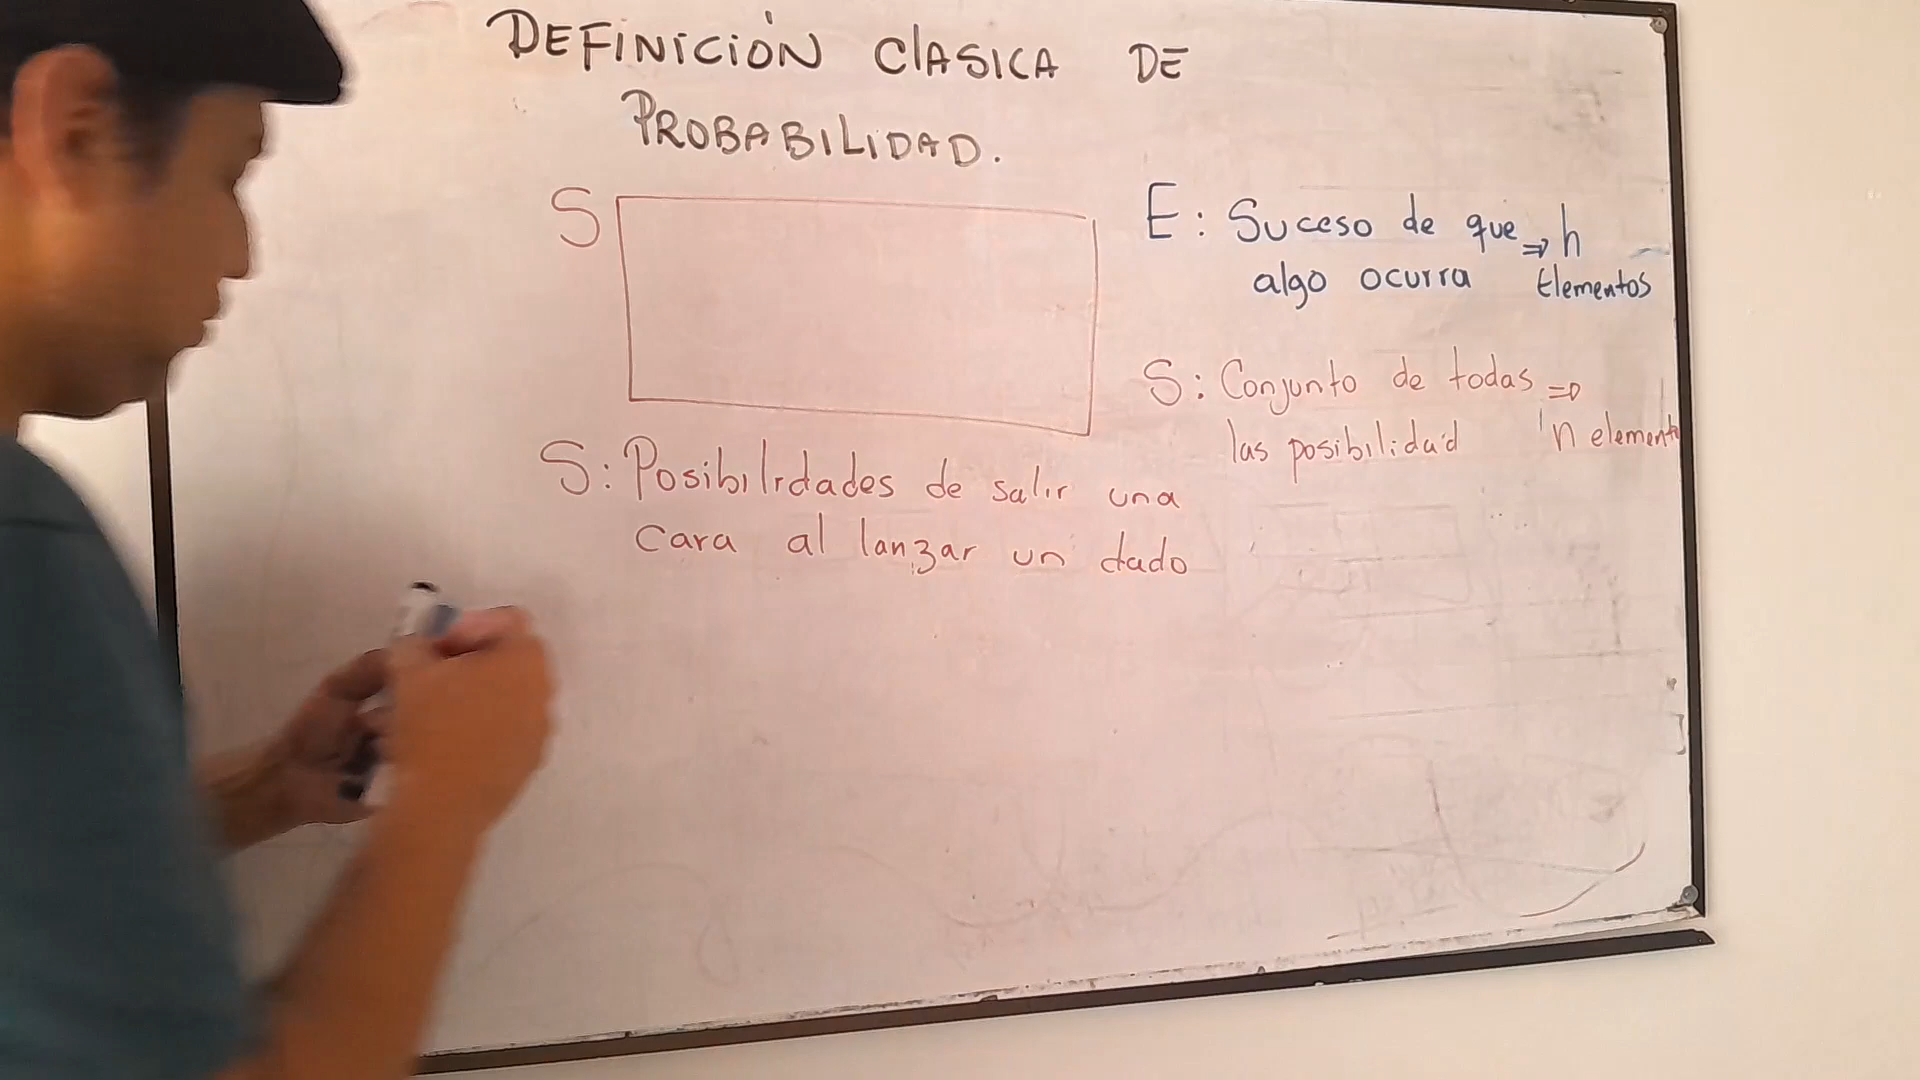 DEFINICIÓN ClASICA DE
PROBABILIDAD.
S
E: Suceso de que ⇒ h
algo ocurra Elementos
S: Conjunto de todas ⇒
las posibilidad n element
S: Posibilidades de salir una
cara al lanzar un dado